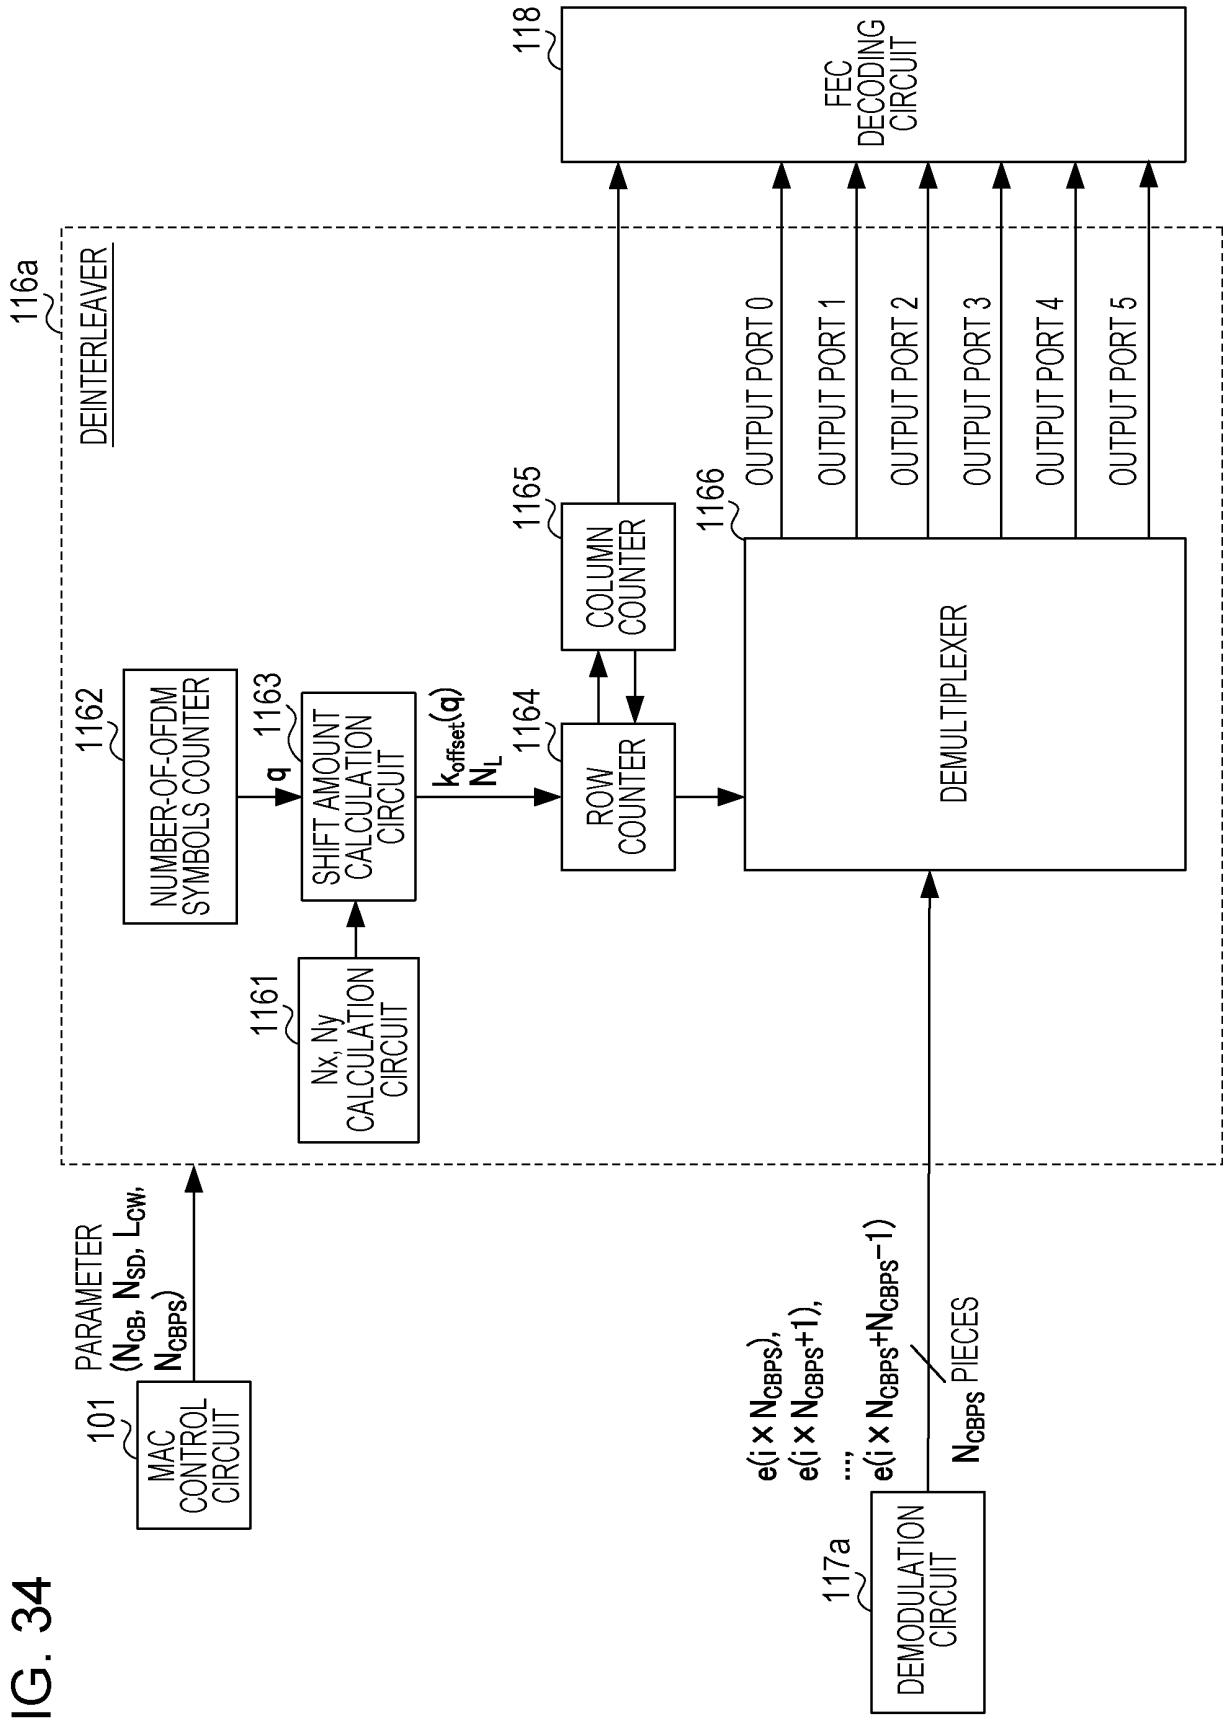 IG. 34
101
MAC
CONTROL
CIRCUIT
PARAMETER
(NCB, NSD, LCW,
NCBPS)
116a
DEINTERLEAVER
1161
Nx, Ny
CALCULATION
CIRCUIT
1162
NUMBER-OF-OFDM
SYMBOLS COUNTER
q
1163
SHIFT AMOUNT
CALCULATION
CIRCUIT
koffset(q)
NL
1164
ROW
COUNTER
1165
COLUMN
COUNTER
1166
DEMULTIPLEXER
OUTPUT PORT 0
OUTPUT PORT 1
OUTPUT PORT 2
OUTPUT PORT 3
OUTPUT PORT 4
OUTPUT PORT 5
118
FEC
DECODING
CIRCUIT
117a
DEMODULATION
CIRCUIT
e(i×NCBPS),
e(i×NCBPS+1),
...,
e(i×NCBPS+NCBPS−1)
NCBPS PIECES